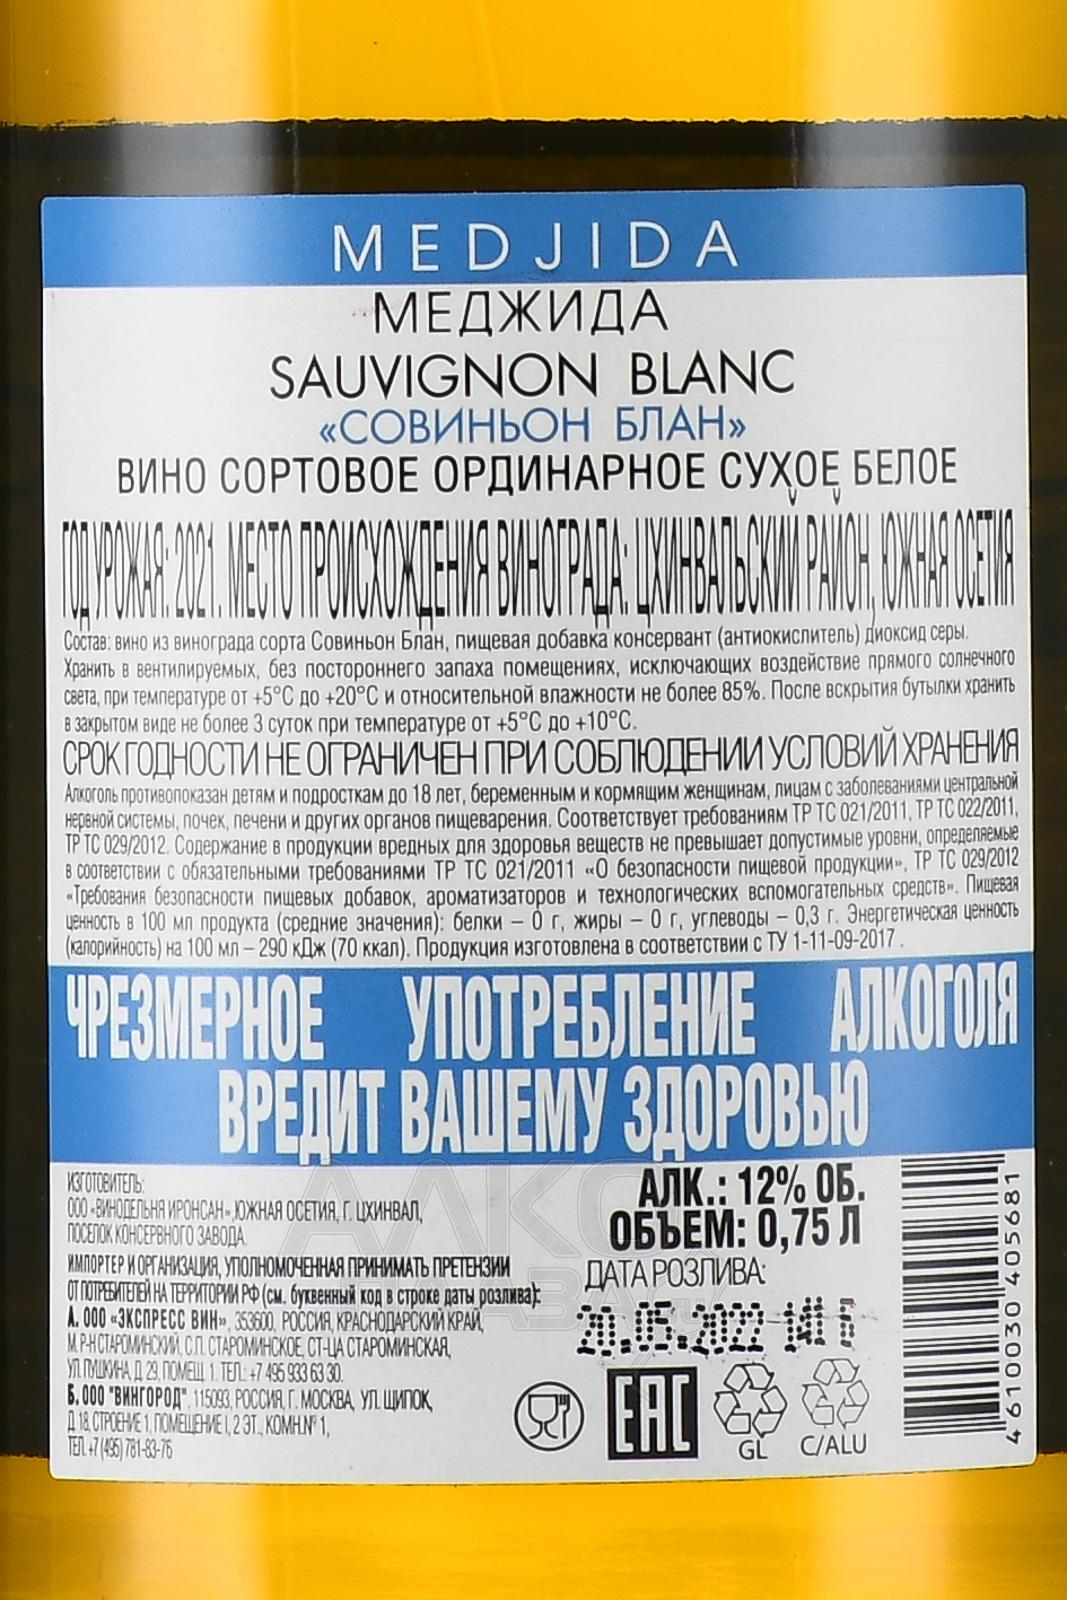 MEDJIDA
МЕДЖИДА
SAUVIGNON BLANC
«СОВИНЬОН БЛАН»
ВИНО СОРТОВОЕ ОРДИНАРНОЕ СУХОЕ БЕЛОЕ
ГОД УРОЖАЯ: 2021. МЕСТО ПРОИСХОЖДЕНИЯ ВИНОГРАДА: ЦХИНВАЛЬСКИЙ РАЙОН, ЮЖНАЯ ОСЕТИЯ
Состав: вино из винограда сорта Совиньон Блан, пищевая добавка консервант (антиокислитель) диоксид серы.
Хранить в вентилируемых, без постороннего запаха помещениях, исключающих воздействие прямого солнечного
света, при температуре от +5°C до +20°C и относительной влажности не более 85%. После вскрытия бутылки хранить
в закрытом виде не более 3 суток при температуре от +5°C до +10°C.
СРОК ГОДНОСТИ НЕ ОГРАНИЧЕН ПРИ СОБЛЮДЕНИИ УСЛОВИЙ ХРАНЕНИЯ
Алкоголь противопоказан детям и подросткам до 18 лет, беременным и кормящим женщинам, лицам с заболеваниями центральной
нервной системы, почек, печени и других органов пищеварения. Соответствует требованиям ТР ТС 021/2011, ТР ТС 022/2011,
ТР ТС 029/2012. Содержание в продукции вредных для здоровья веществ не превышает допустимые уровни, определяемые
в соответствии с обязательными требованиями ТР ТС 021/2011 «О безопасности пищевой продукции», ТР ТС 029/2012
«Требования безопасности пищевых добавок, ароматизаторов и технологических вспомогательных средств». Пищевая
ценность в 100 мл продукта (средние значения): белки – 0 г, жиры – 0 г, углеводы – 0,3 г. Энергетическая ценность
(калорийность) на 100 мл – 290 кДж (70 ккал). Продукция изготовлена в соответствии с ТУ 1-11-09-2017 .
ЧРЕЗМЕРНОЕ УПОТРЕБЛЕНИЕ АЛКОГОЛЯ
ВРЕДИТ ВАШЕМУ ЗДОРОВЬЮ
ИЗГОТОВИТЕЛЬ:
ООО «ВИНОДЕЛЬНЯ ИРОНСАН», ЮЖНАЯ ОСЕТИЯ, Г. ЦХИНВАЛ,
ПОСЕЛОК КОНСЕРВНОГО ЗАВОДА.
ИМПОРТЕР И ОРГАНИЗАЦИЯ, УПОЛНОМОЧЕННАЯ ПРИНИМАТЬ ПРЕТЕНЗИИ
ОТ ПОТРЕБИТЕЛЕЙ НА ТЕРРИТОРИИ РФ (см. буквенный код в строке даты розлива):
А. ООО «ЭКСПРЕСС ВИН», 353600, РОССИЯ, КРАСНОДАРСКИЙ КРАЙ,
М. Р-Н СТАРОМИНСКИЙ, С.П. СТАРОМИНСКОЕ, СТ-ЦА СТАРОМИНСКАЯ,
УЛ. ПУШКИНА, Д. 29, ПОМЕЩ. 1. ТЕЛ.: +7 495 933 63 30.
Б. ООО "ВИНГОРОД", 115093, РОССИЯ, Г. МОСКВА, УЛ. ЩИПОК,
Д. 18, СТРОЕНИЕ 1, ПОМЕЩЕНИЕ I, 2 ЭТ., КОМН.№ 1,
ТЕЛ. +7 (495) 781-83-76
АЛК.: 12% ОБ.
ОБЪЕМ: 0,75 Л
ДАТА РОЗЛИВА:
20.05.2022
EAC
GL
C/ALU
4610030405681